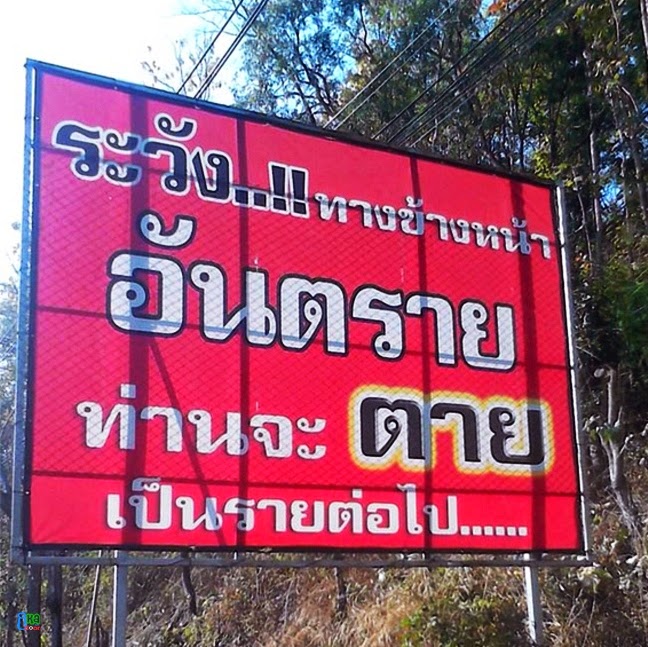 ระวัง..!! ทางข้างหน้า
อันตราย
ท่านจะ ตาย
เป็นรายต่อไป......